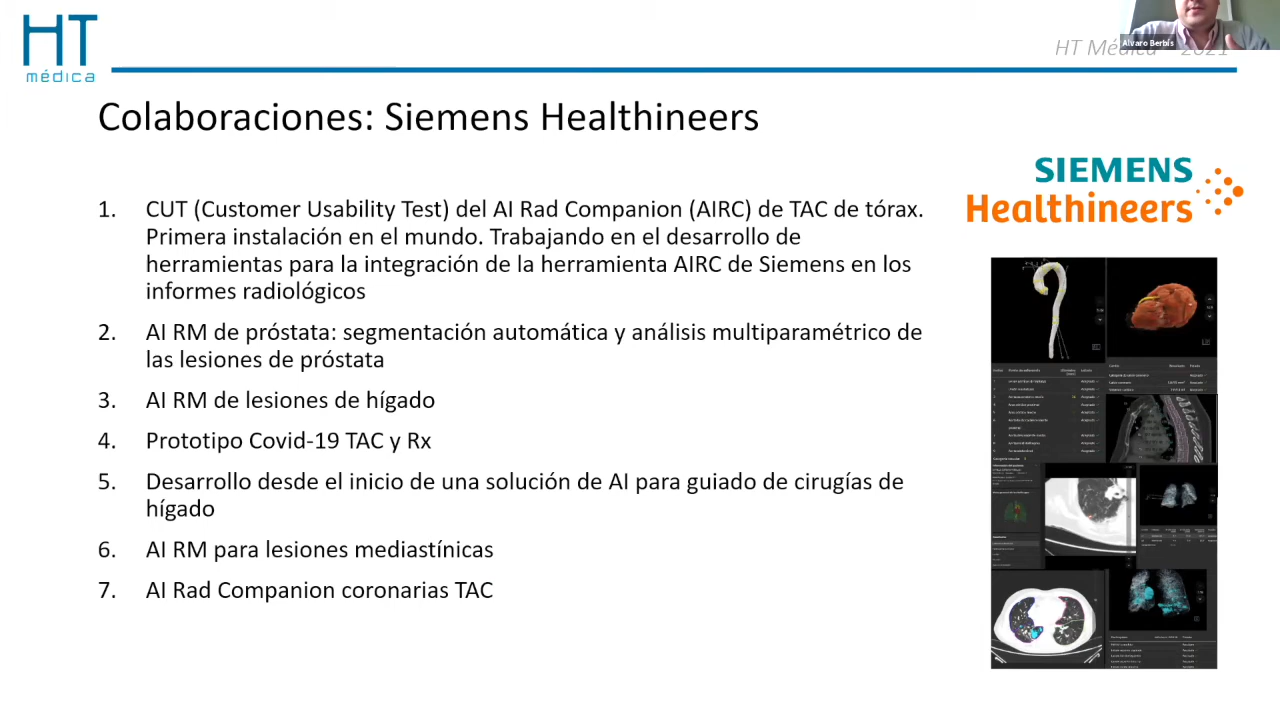 HT
médica
HT Médica 2021
Alvaro Berbís
Colaboraciones: Siemens Healthineers
SIEMENS
Healthineers
1. CUT (Customer Usability Test) del AI Rad Companion (AIRC) de TAC de tórax.
Primera instalación en el mundo. Trabajando en el desarrollo de
herramientas para la integración de la herramienta AIRC de Siemens en los
informes radiológicos
2. AI RM de próstata: segmentación automática y análisis multiparamétrico de
las lesiones de próstata
3. AI RM de lesiones de hígado
4. Prototipo Covid-19 TAC y Rx
5. Desarrollo desde el inicio de una solución de AI para guiado de cirugías de
hígado
6. AI RM para lesiones mediastínicas
7. AI Rad Companion coronarias TAC